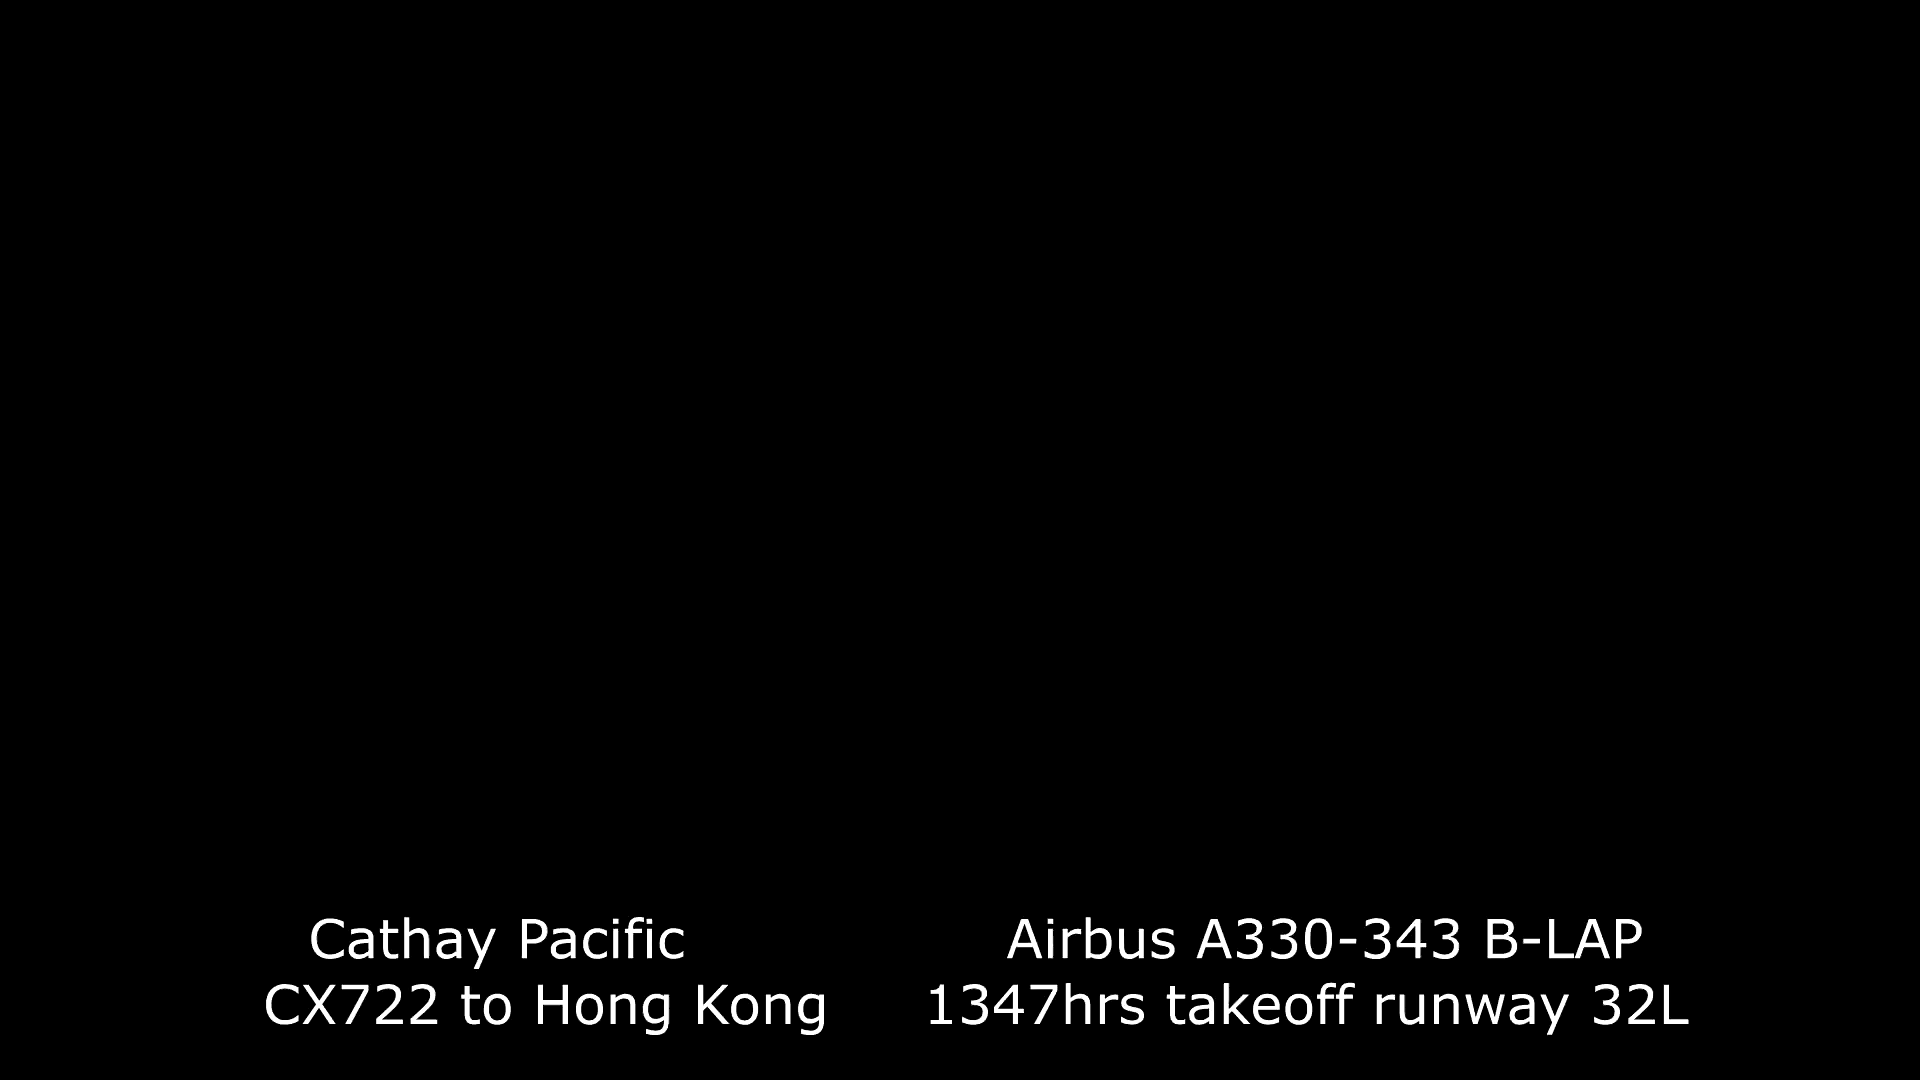 Cathay Pacific
CX722 to Hong Kong
Airbus A330-343 B-LAP
1347hrs takeoff runway 32L